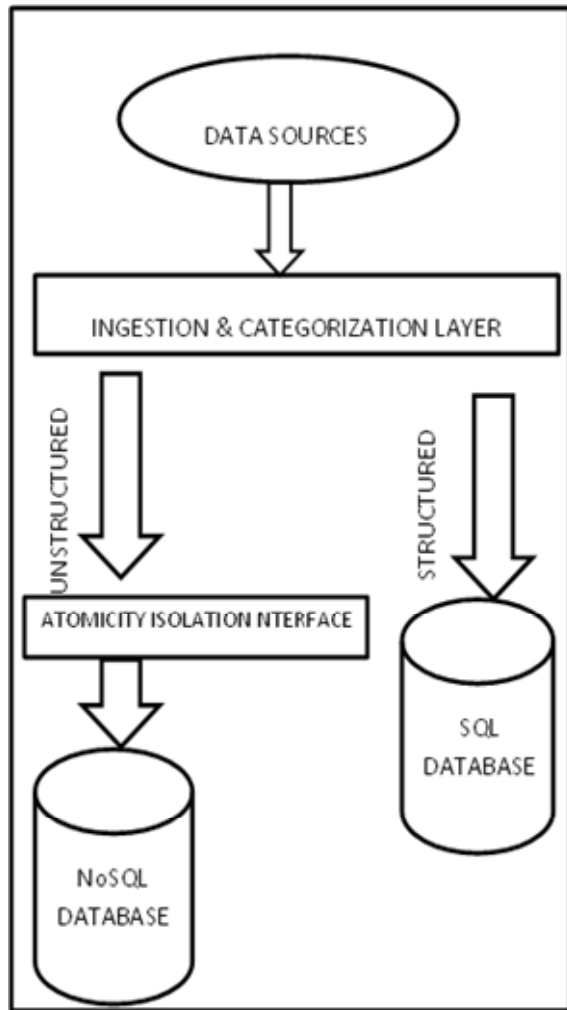 DATA SOURCES
INGESTION & CATEGORIZATION LAYER
UNSTRUCTURED
STRUCTURED
ATOMICITY ISOLATION NTERFACE
SQL
DATABASE
NoSQL
DATABASE